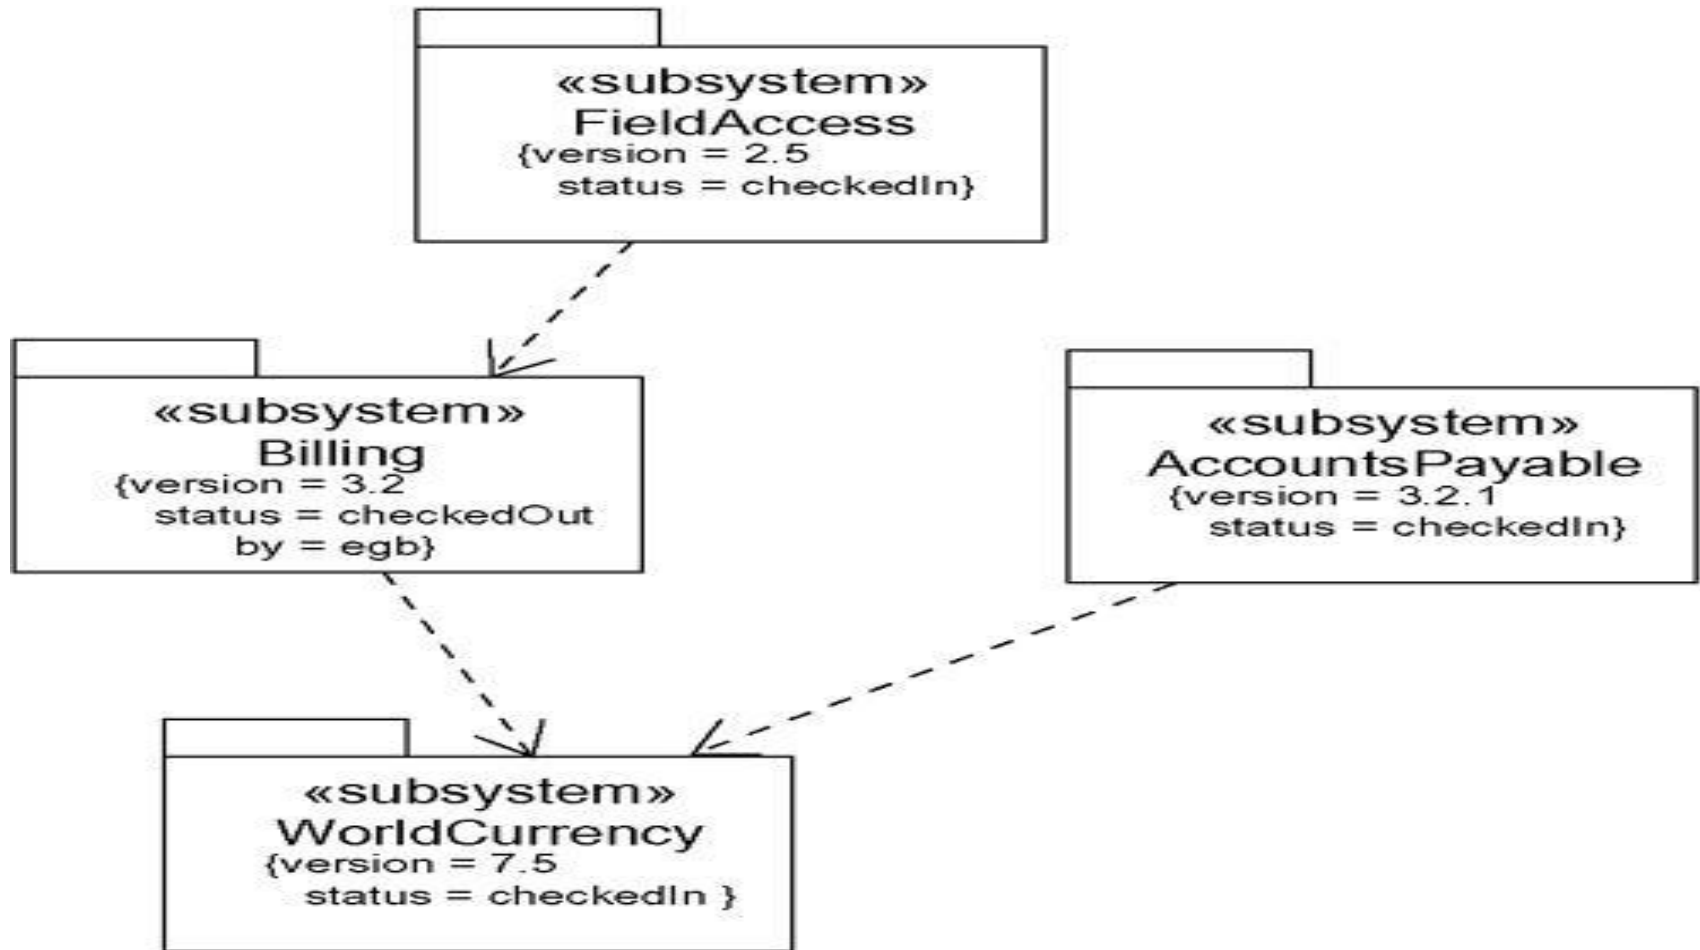 «subsystem»
FieldAccess
{version = 2.5
status = checkedIn}
«subsystem»
Billing
{version = 3.2
status = checkedOut
by = egb}
«subsystem»
AccountsPayable
{version = 3.2.1
status = checkedIn}
«subsystem»
WorldCurrency
{version = 7.5
status = checkedIn }